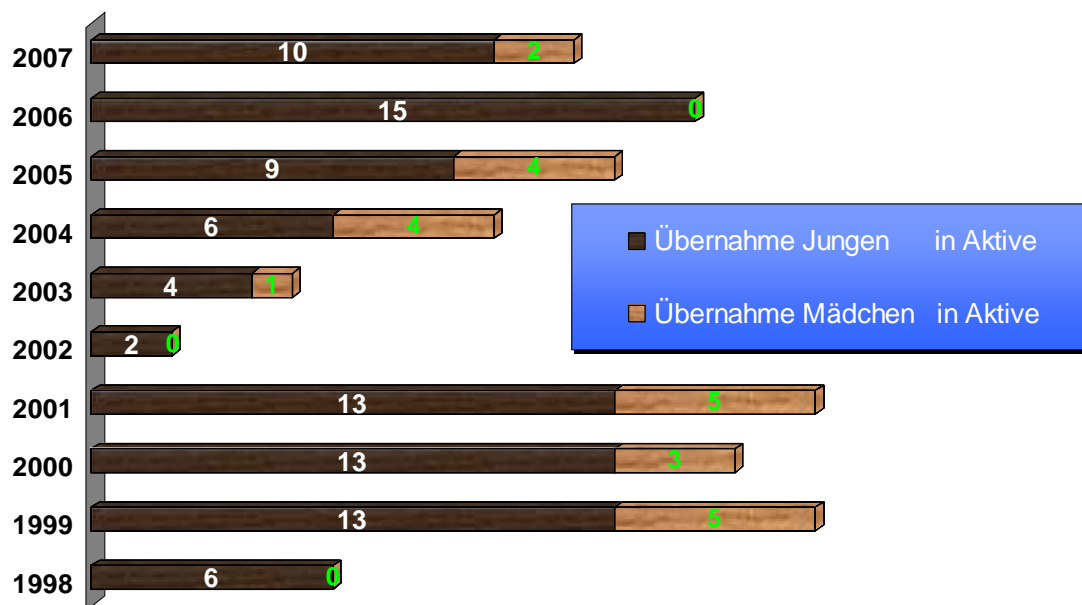 2007 10 2
2006 15 0
2005 9 4
2004 6 4
Übernahme Jungen in Aktive
2003 4 1
Übernahme Mädchen in Aktive
2002 2 0
2001 13 5
2000 13 3
1999 13 5
1998 6 0